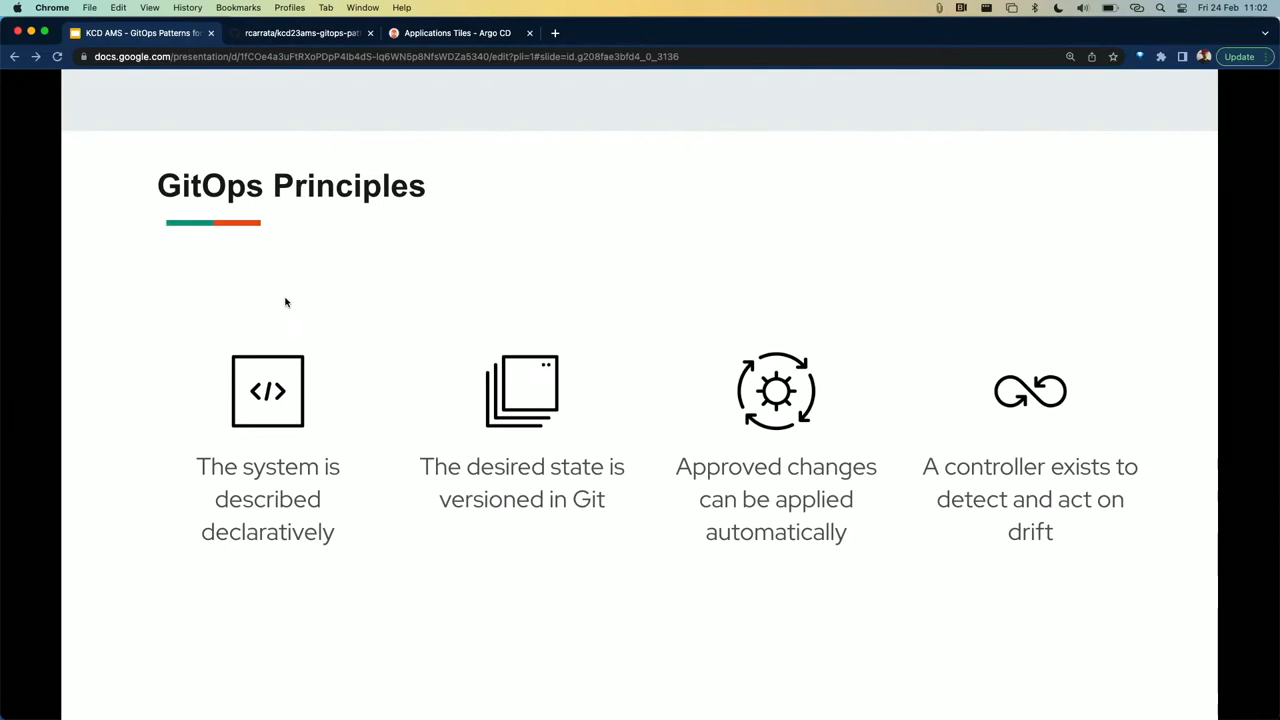 Chrome File Edit View History Bookmarks Profiles Tab Window Help Fri 24 Feb 11:02
KCD AMS - GitOps Patterns fo rcarrata/kcd23ams-gitops-pat Applications Tiles - Argo CD
docs.google.com/presentation/d/1fCOe4a3uFtRXoPDpP4Ib4dS-Iq6WN5p8NfsWDZa5340/edit?pli=1#slide=id.g208fae3bfd4_0_3136 Update
GitOps Principles
</>
The system is
described
declaratively
The desired state is
versioned in Git
Approved changes
can be applied
automatically
A controller exists to
detect and act on
drift